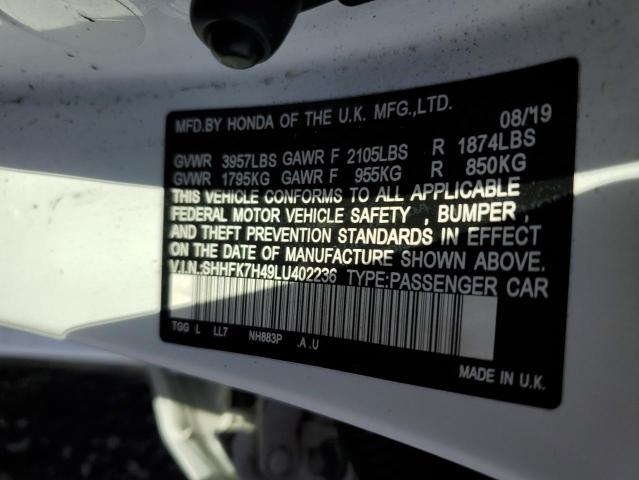 MFD.BY HONDA OF THE U.K. MFG.,LTD. 08/'19
GVWR 3957LBS GAWR F 2105LBS R 1874LBS
GVWR 1795KG GAWR F 955KG R 850KG
THIS VEHICLE CONFORMS TO ALL APPLICABLE
FEDERAL MOTOR VEHICLE SAFETY , BUMPER ,
AND THEFT PREVENTION STANDARDS IN EFFECT
ON THE DATE OF MANUFACTURE SHOWN ABOVE.
V.I.N.:SHHFK7H49LU402236 TYPE:PASSENGER CAR
TGG L LL7 NH883P .A .U
MADE IN U.K.